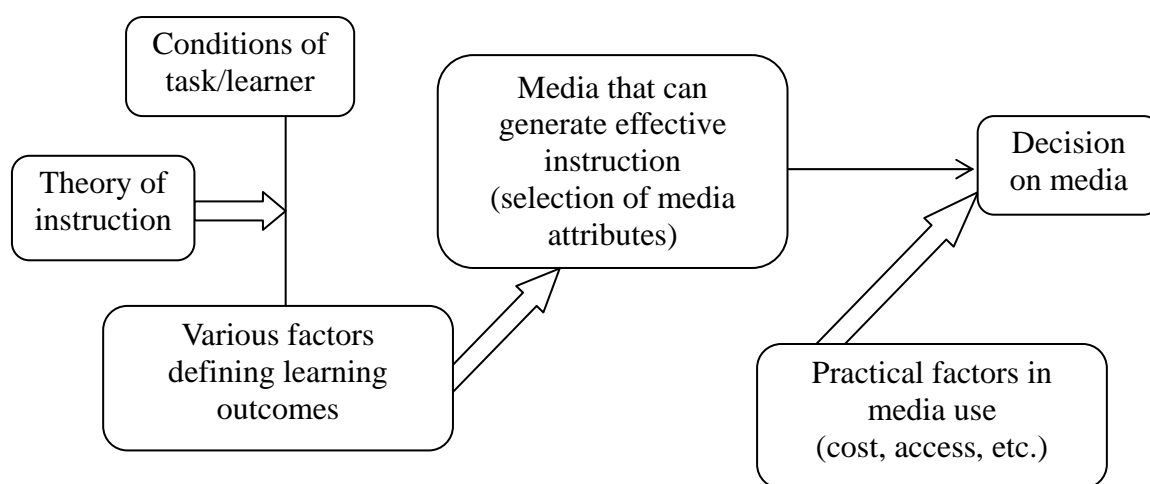 Conditions of
task/learner
Theory of
instruction
Various factors
defining learning
outcomes
Media that can
generate effective
instruction
(selection of media
attributes)
Decision
on media
Practical factors in
media use
(cost, access, etc.)